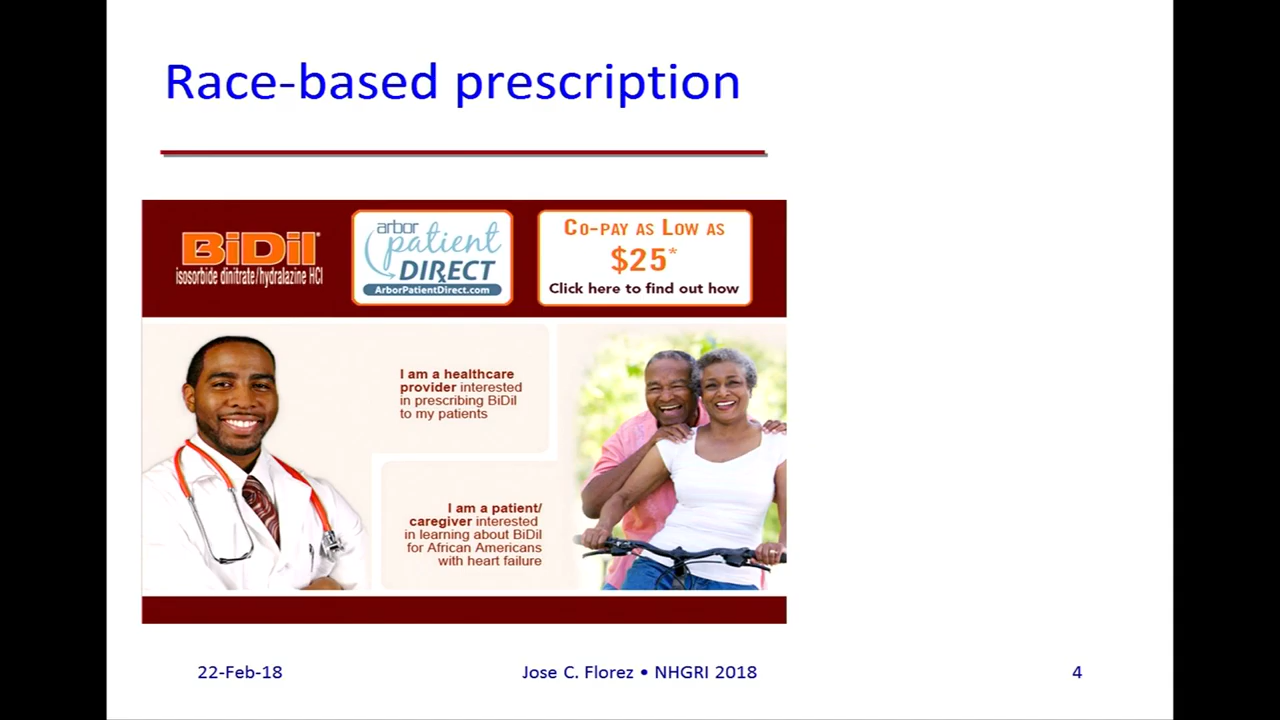 Race-based prescription
BiDil®
isosorbide dinitrate/hydralazine HCl
arbor
patient
DIRECT
ArborPatientDirect.com
Co-pay as Low as
$25*
Click here to find out how
I am a healthcare
provider interested
in prescribing BiDil
to my patients
I am a patient/
caregiver interested
in learning about BiDil
for African Americans
with heart failure
22-Feb-18
Jose C. Florez • NHGRI 2018
4